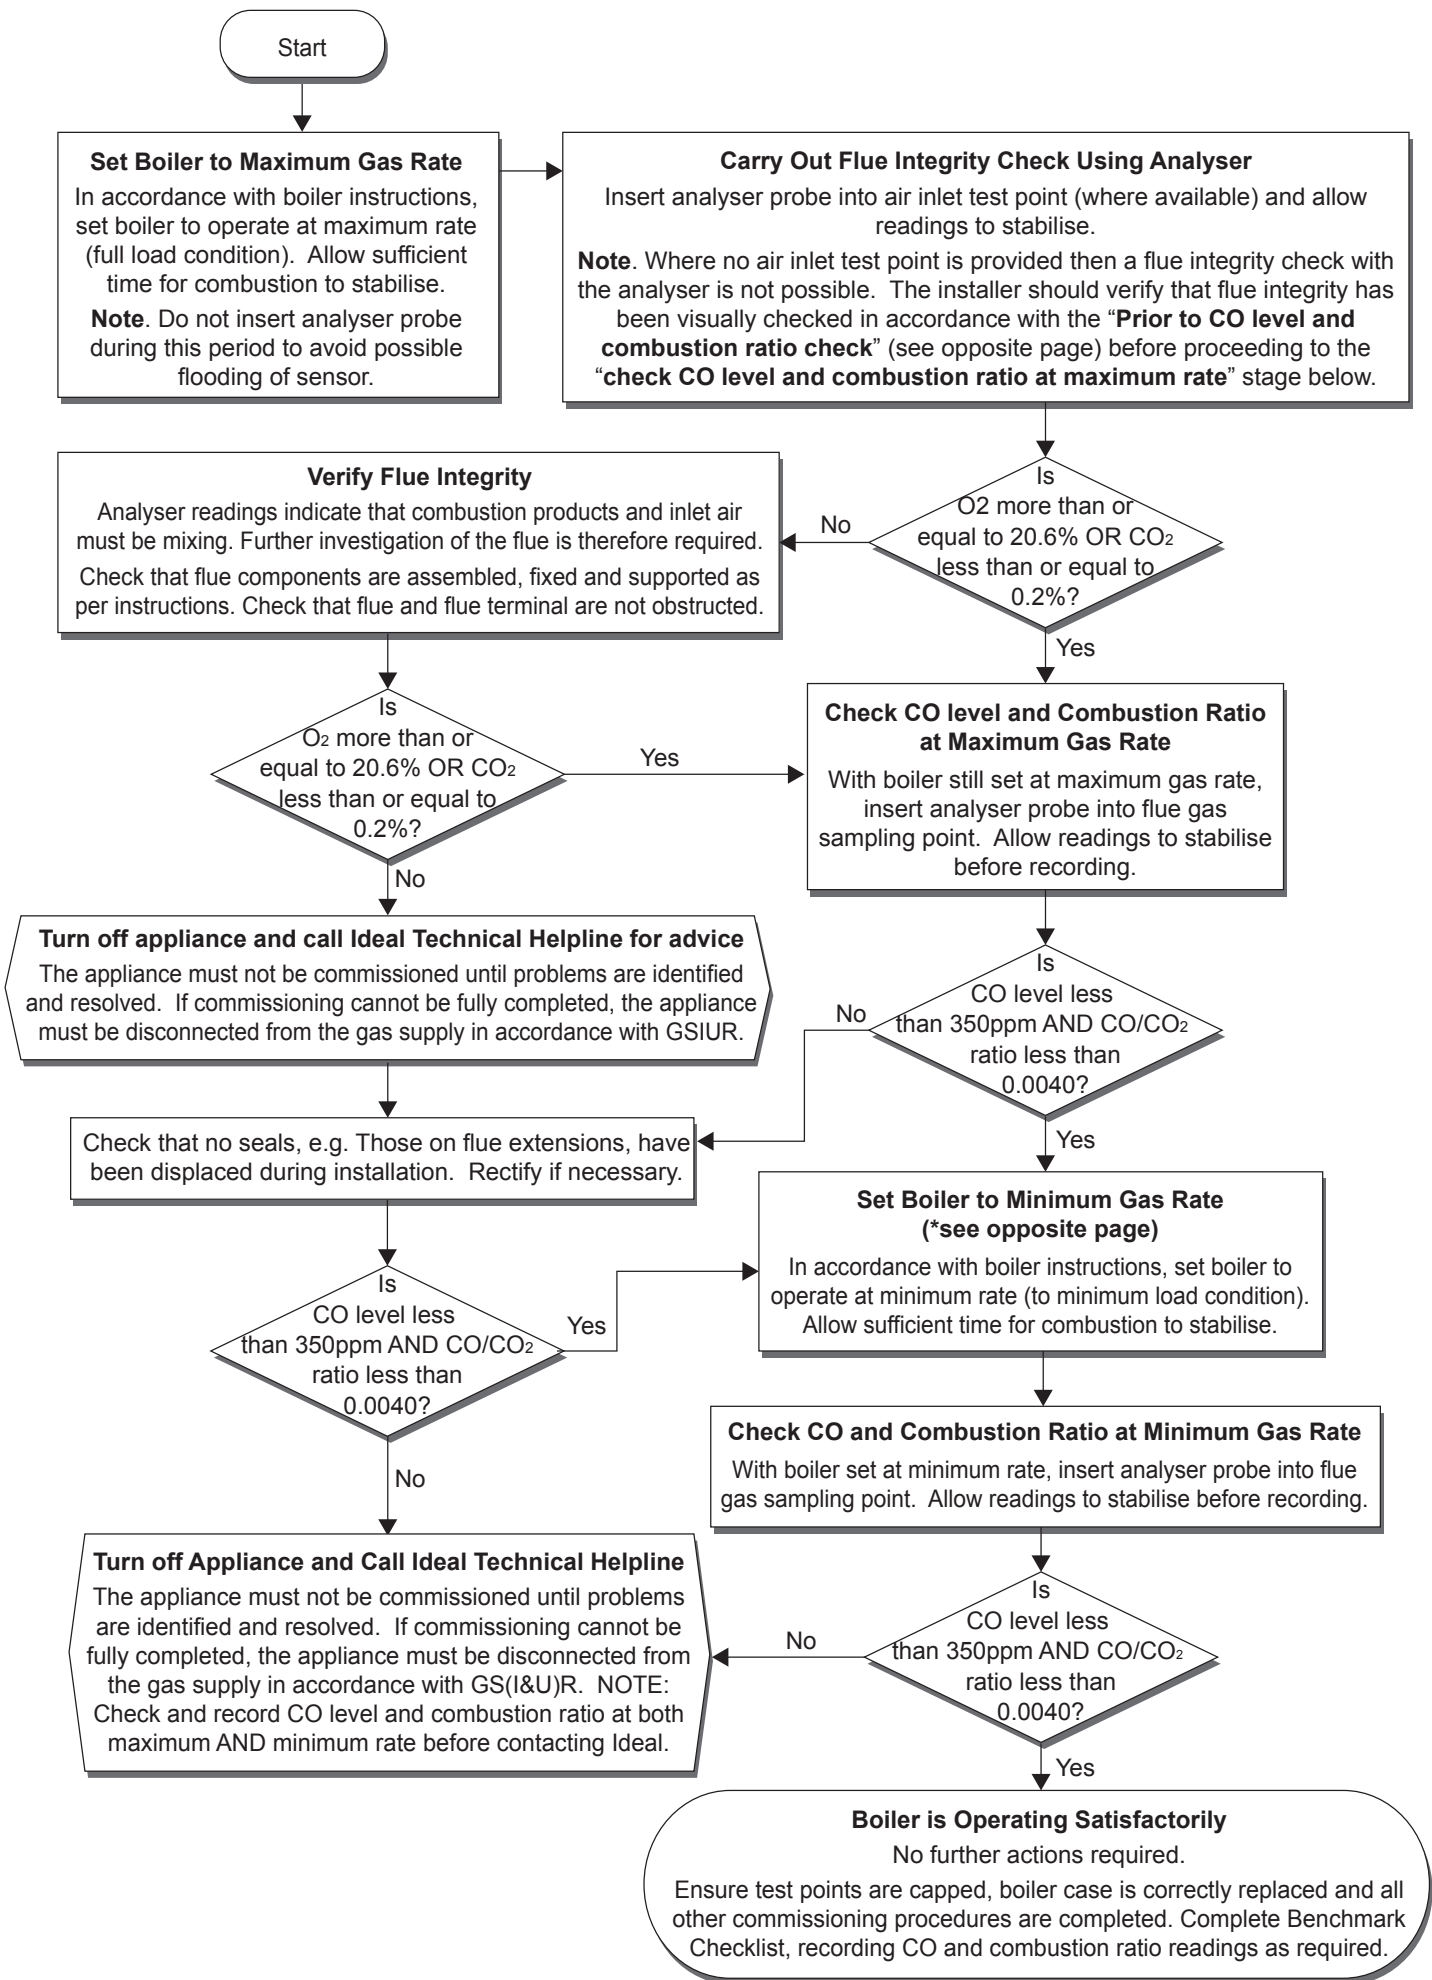 Start
Set Boiler to Maximum Gas Rate
In accordance with boiler instructions,
set boiler to operate at maximum rate
(full load condition).  Allow sufficient
time for combustion to stabilise.
Note. Do not insert analyser probe
during this period to avoid possible
flooding of sensor.
Carry Out Flue Integrity Check Using Analyser
Insert analyser probe into air inlet test point (where available) and allow
readings to stabilise.
Note. Where no air inlet test point is provided then a flue integrity check with
the analyser is not possible.  The installer should verify that flue integrity has
been visually checked in accordance with the “Prior to CO level and
combustion ratio check” (see opposite page) before proceeding to the
“check CO level and combustion ratio at maximum rate” stage below.
Is
O2 more than or
equal to 20.6% OR CO2
less than or equal to
0.2%?
No
Yes
Verify Flue Integrity
Analyser readings indicate that combustion products and inlet air
must be mixing. Further investigation of the flue is therefore required.
Check that flue components are assembled, fixed and supported as
per instructions. Check that flue and flue terminal are not obstructed.
Is
O2 more than or
equal to 20.6% OR CO2
less than or equal to
0.2%?
Yes
No
Check CO level and Combustion Ratio
at Maximum Gas Rate
With boiler still set at maximum gas rate,
insert analyser probe into flue gas
sampling point.  Allow readings to stabilise
before recording.
Turn off appliance and call Ideal Technical Helpline for advice
The appliance must not be commissioned until problems are identified
and resolved.  If commissioning cannot be fully completed, the appliance
must be disconnected from the gas supply in accordance with GSIUR.
Is
CO level less
than 350ppm AND CO/CO2
ratio less than
0.0040?
No
Yes
Check that no seals, e.g. Those on flue extensions, have
been displaced during installation.  Rectify if necessary.
Is
CO level less
than 350ppm AND CO/CO2
ratio less than
0.0040?
Yes
No
Set Boiler to Minimum Gas Rate
(*see opposite page)
In accordance with boiler instructions, set boiler to
operate at minimum rate (to minimum load condition).
Allow sufficient time for combustion to stabilise.
Check CO and Combustion Ratio at Minimum Gas Rate
With boiler set at minimum rate, insert analyser probe into flue
gas sampling point.  Allow readings to stabilise before recording.
Turn off Appliance and Call Ideal Technical Helpline
The appliance must not be commissioned until problems
are identified and resolved.  If commissioning cannot be
fully completed, the appliance must be disconnected from
the gas supply in accordance with GS(I&U)R.  NOTE:
Check and record CO level and combustion ratio at both
maximum AND minimum rate before contacting Ideal.
Is
CO level less
than 350ppm AND CO/CO2
ratio less than
0.0040?
No
Yes
Boiler is Operating Satisfactorily
No further actions required.
Ensure test points are capped, boiler case is correctly replaced and all
other commissioning procedures are completed. Complete Benchmark
Checklist, recording CO and combustion ratio readings as required.